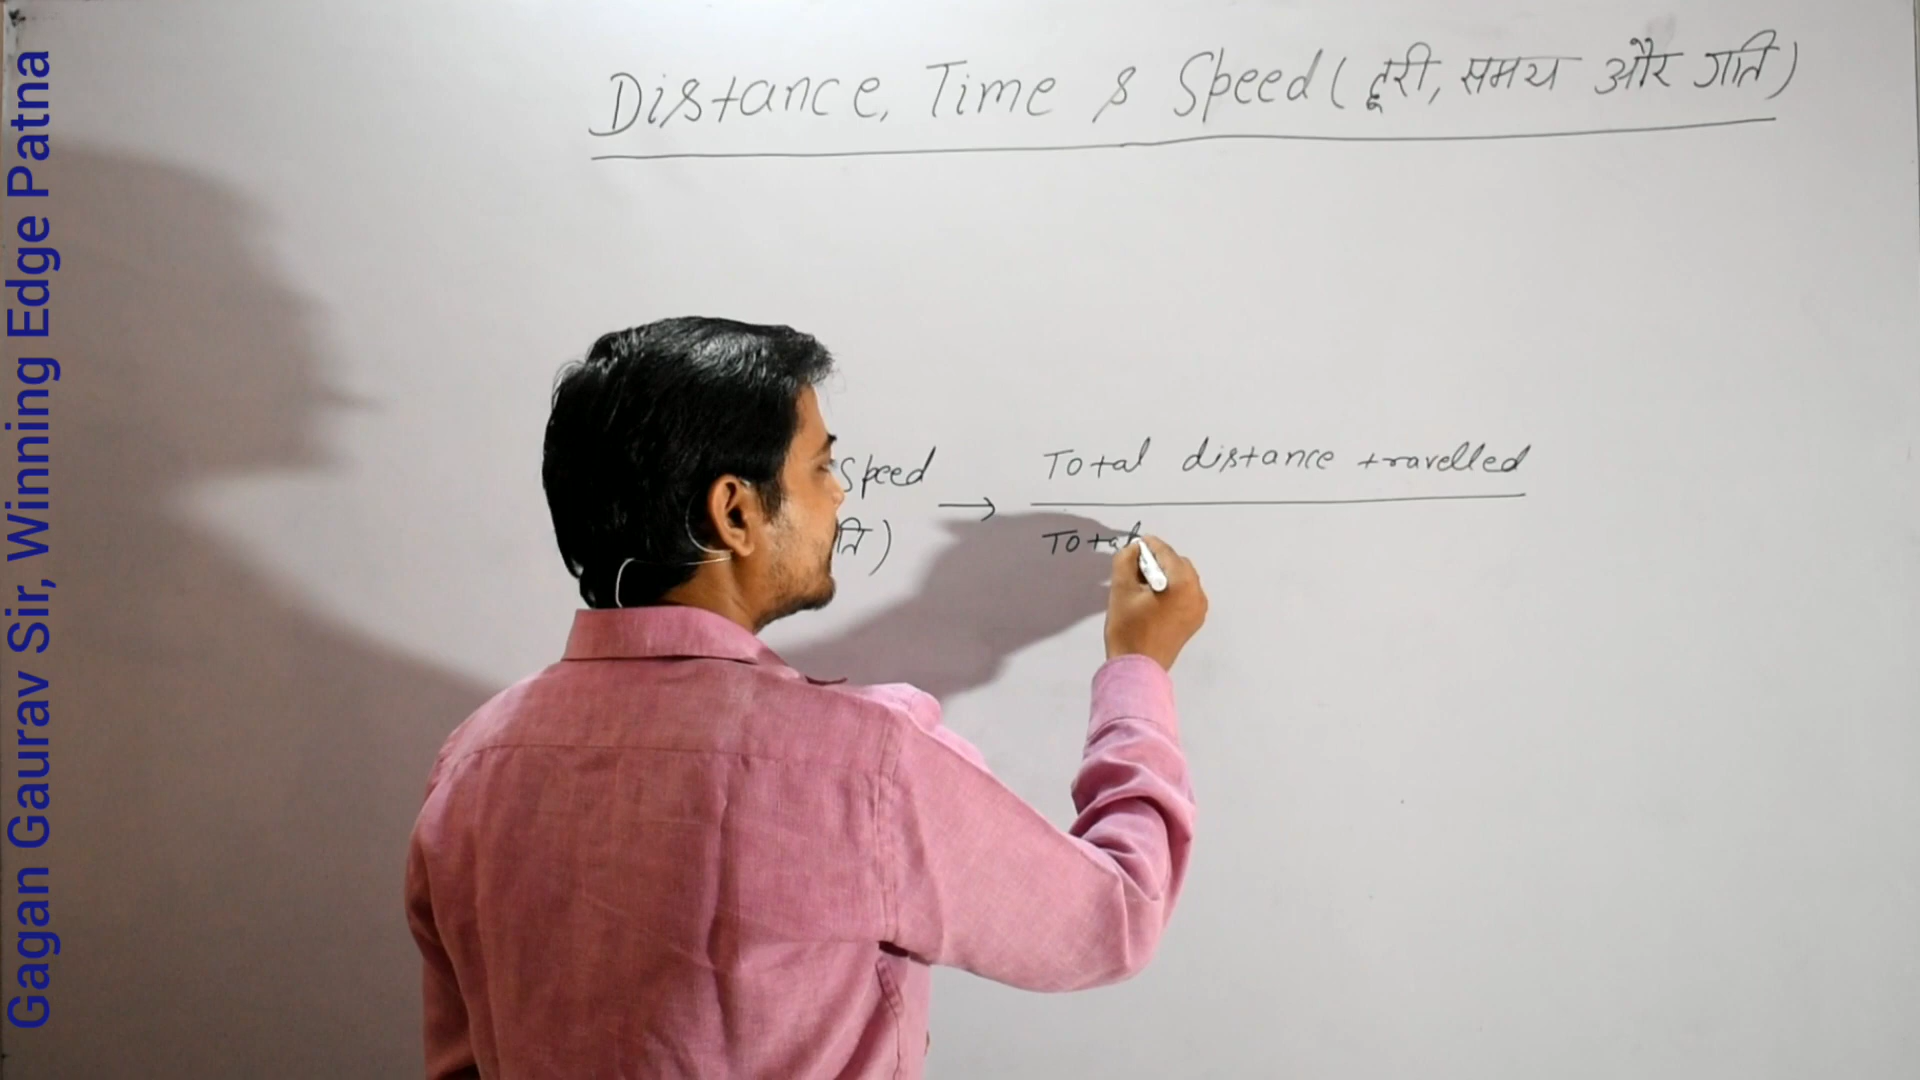 Gagan Gaurav Sir, Winning Edge Patna
Distance, Time & Speed (दूरी, समय और गति)
Speed → Total distance travelled
ति) Total